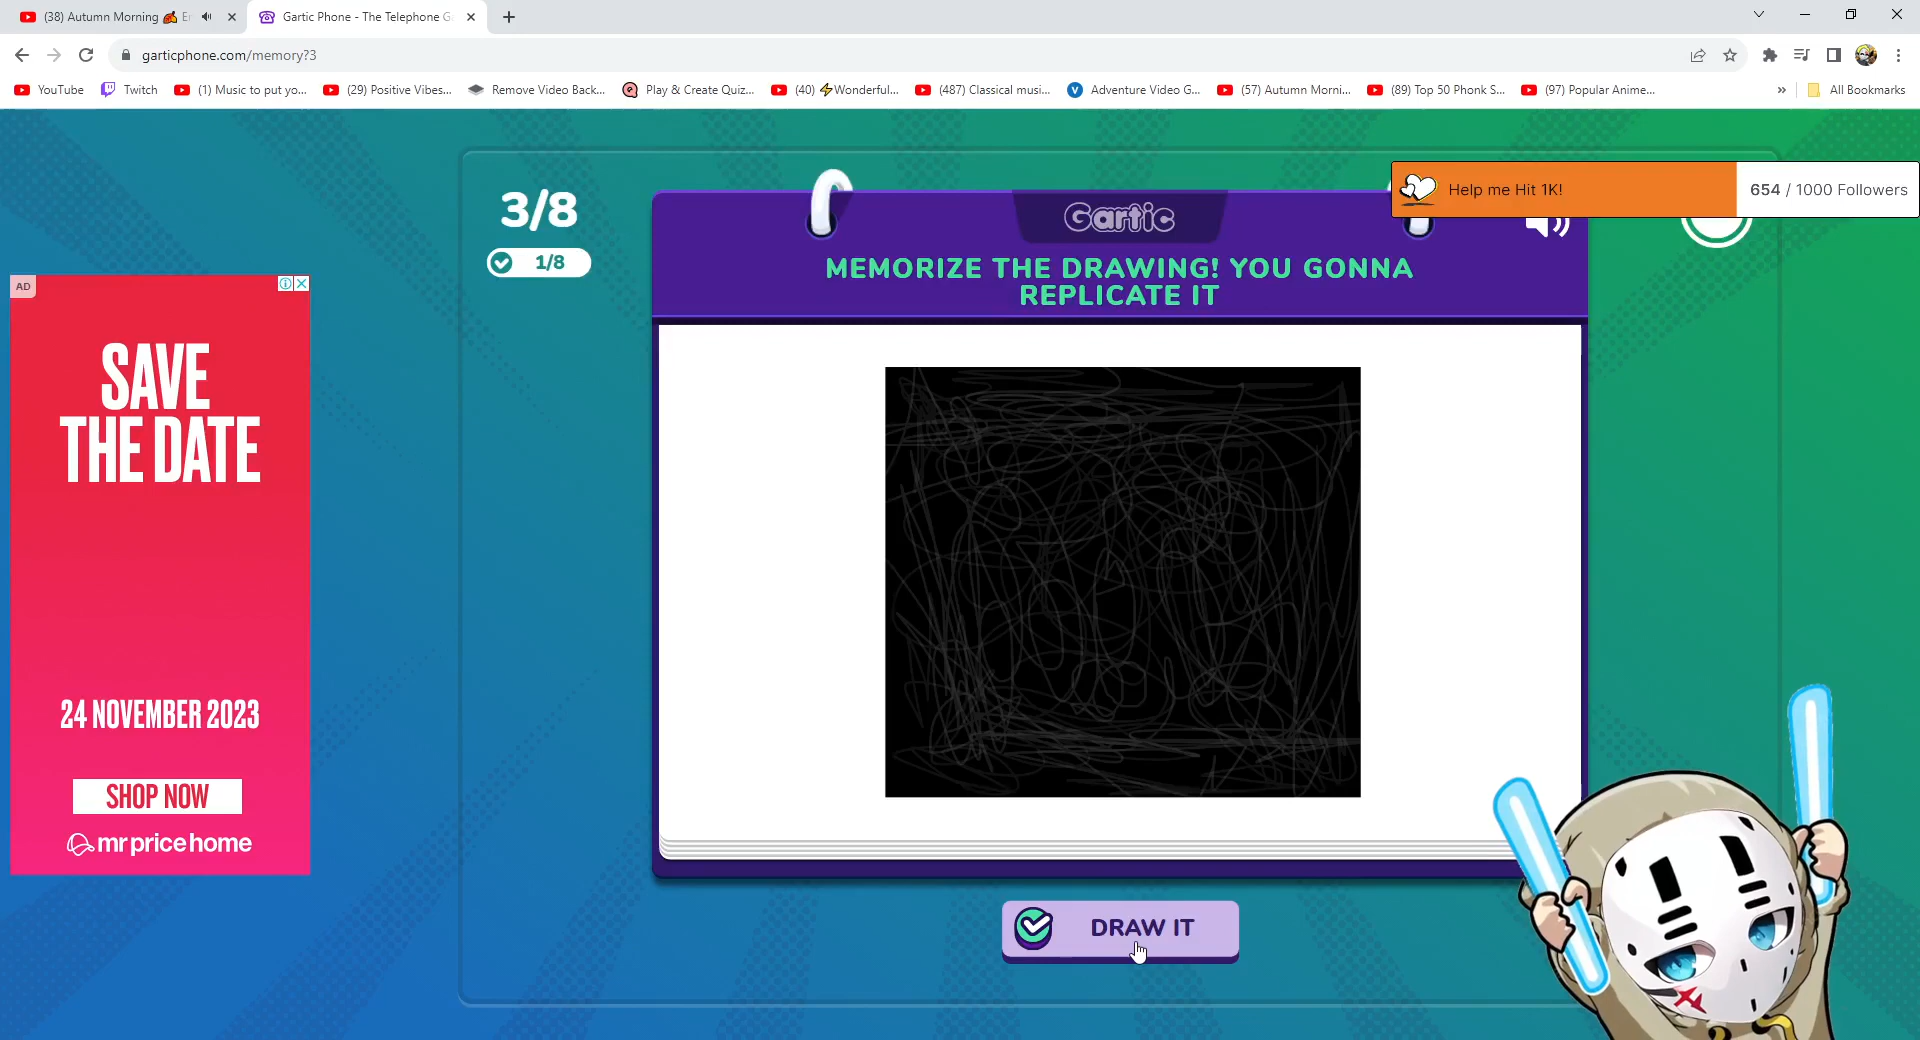 (38) Autumn Morning 🍂 En
Gartic Phone - The Telephone G
garticphone.com/memory?3
YouTube
Twitch
(1) Music to put yo...
(29) Positive Vibes...
Remove Video Back...
Play & Create Quiz...
(40) ⚡Wonderful...
(487) Classical musi...
Adventure Video G...
(57) Autumn Morni...
(89) Top 50 Phonk S...
(97) Popular Anime...
»
All Bookmarks
3/8
1/8
Gartic
Help me Hit 1K!
654 / 1000 Followers
MEMORIZE THE DRAWING! YOU GONNA
REPLICATE IT
AD
SAVE
THE DATE
24 NOVEMBER 2023
SHOP NOW
mr price home
DRAW IT